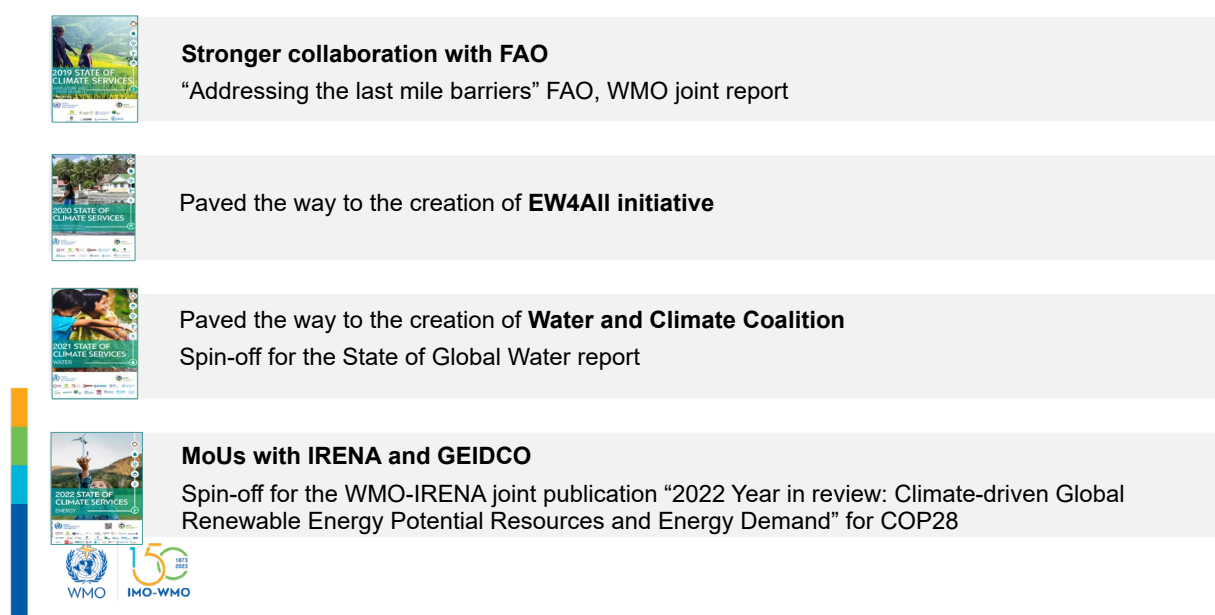 Stronger collaboration with FAO
“Addressing the last mile barriers” FAO, WMO joint report
2019 STATE OF
CLIMATE SERVICES
Paved the way to the creation of EW4All initiative
2020 STATE OF
CLIMATE SERVICES
Paved the way to the creation of Water and Climate Coalition
Spin-off for the State of Global Water report
2021 STATE OF
CLIMATE SERVICES
WATER
MoUs with IRENA and GEIDCO
Spin-off for the WMO-IRENA joint publication “2022 Year in review: Climate-driven Global
Renewable Energy Potential Resources and Energy Demand” for COP28
2022 STATE OF
CLIMATE SERVICES
ENERGY
WMO
150
1873
2023
IMO-WMO